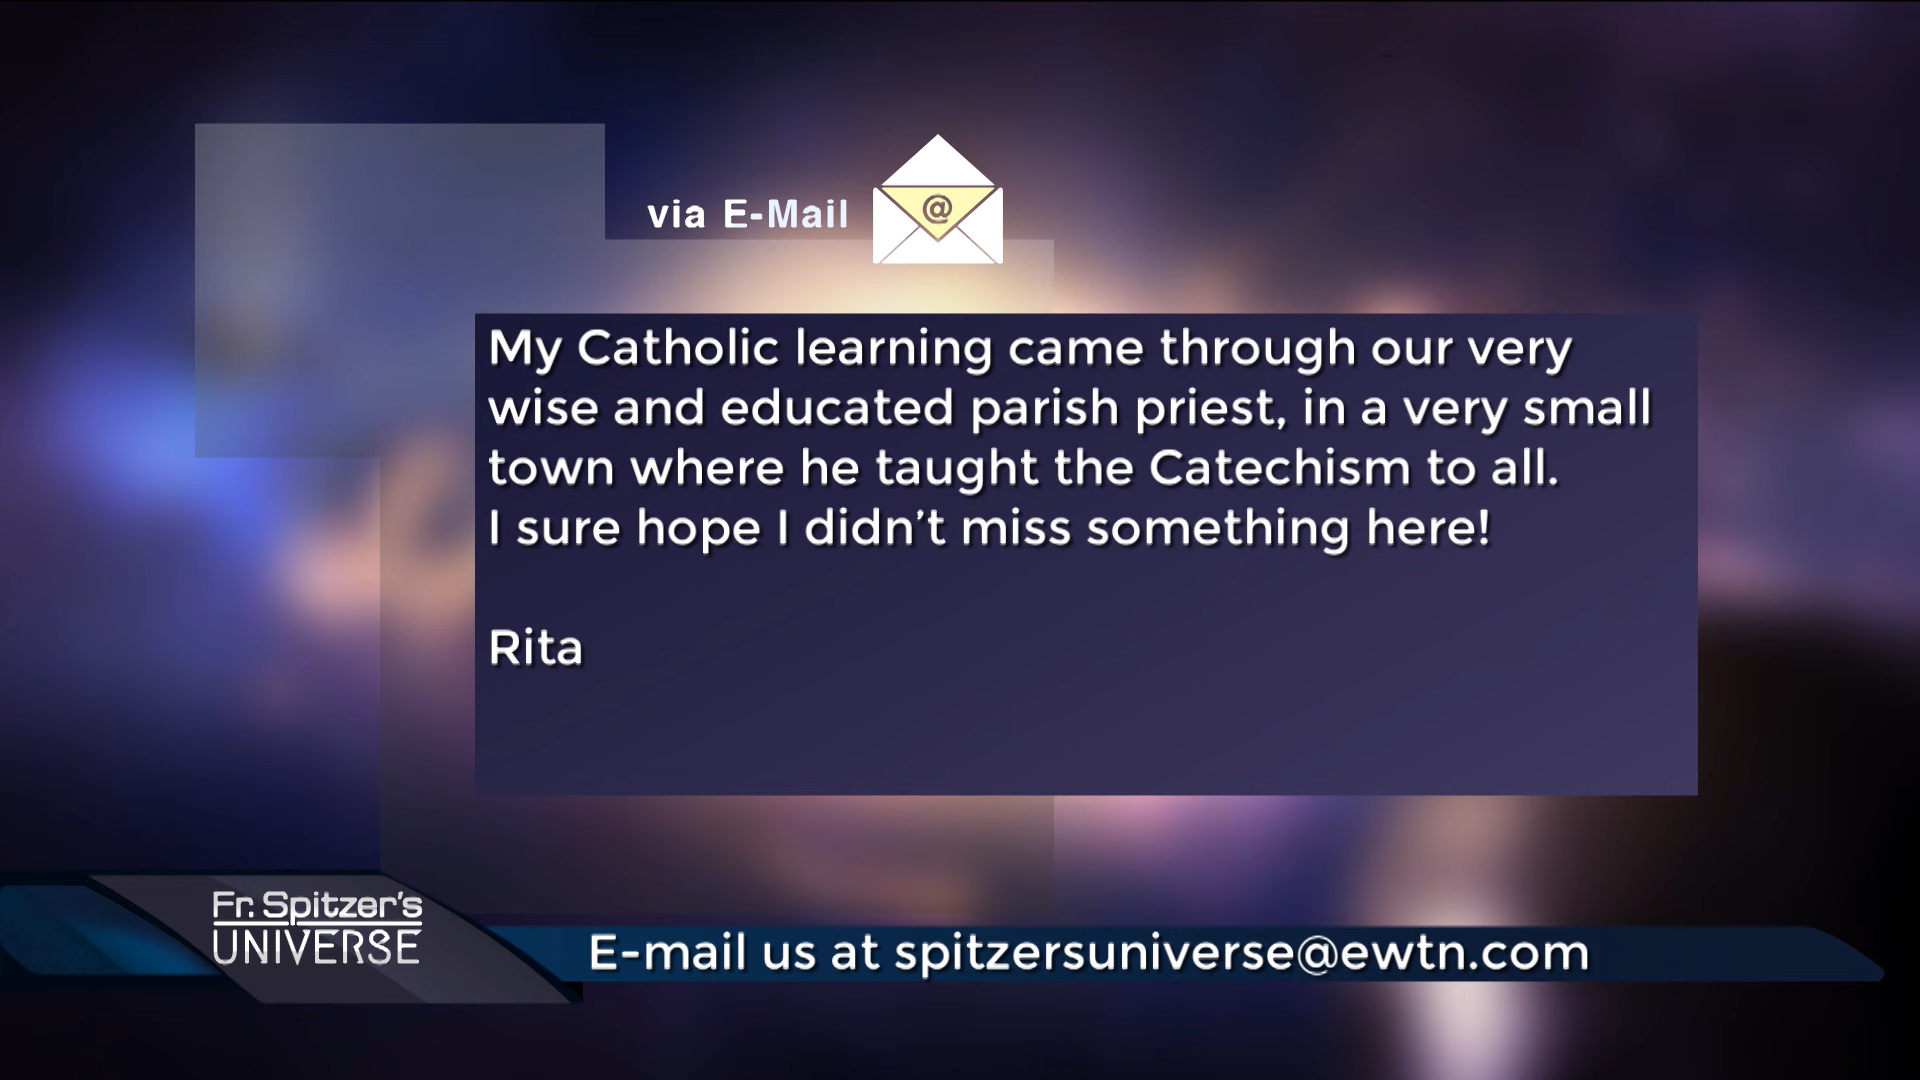 via E-Mail
@
My Catholic learning came through our very
wise and educated parish priest, in a very small
town where he taught the Catechism to all.
I sure hope I didn’t miss something here!
Rita
Fr. Spitzer's
UNIVERSE
E-mail us at spitzersuniverse@ewtn.com